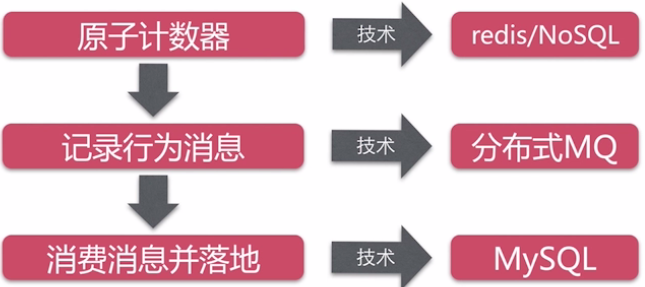 原子计数器
技术
redis/NoSQL
记录行为消息
技术
分布式MQ
消费消息并落地
技术
MySQL